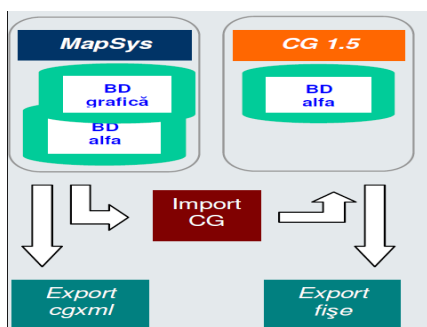 MapSys
BD
grafică
BD
alfa
CG 1.5
BD
alfa
Import
CG
Export
cgxml
Export
fişe